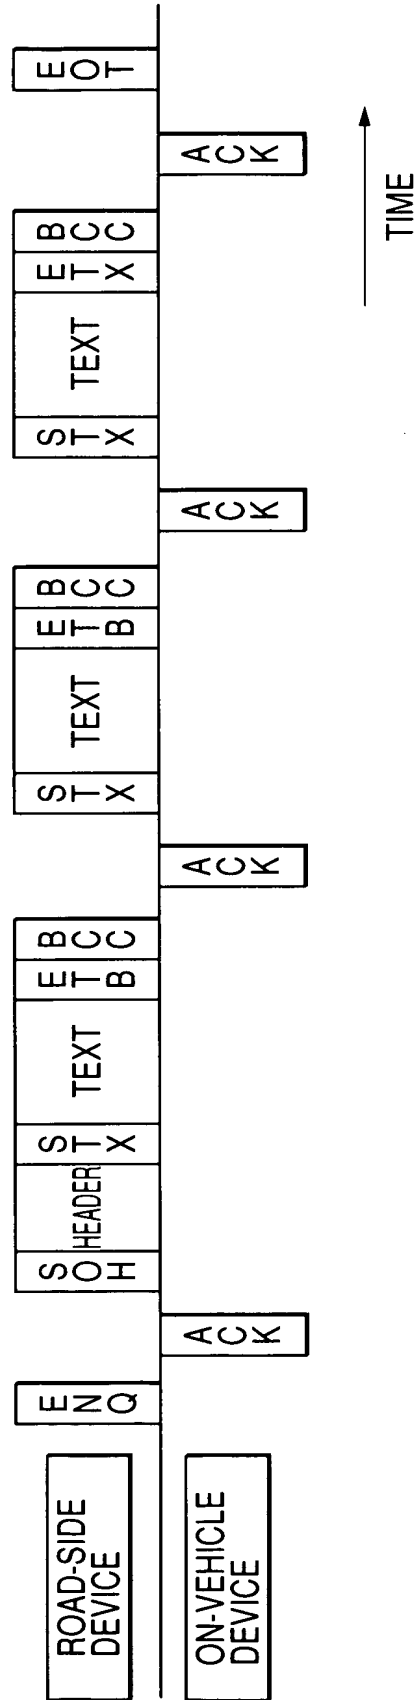 ROAD-SIDE
DEVICE
ENQ
SOH
HEADER
STX
TEXT
ETB
BCC
STX
TEXT
ETB
BCC
STX
TEXT
ETX
BCC
EOT
ON-VEHICLE
DEVICE
ACK
ACK
ACK
ACK
TIME